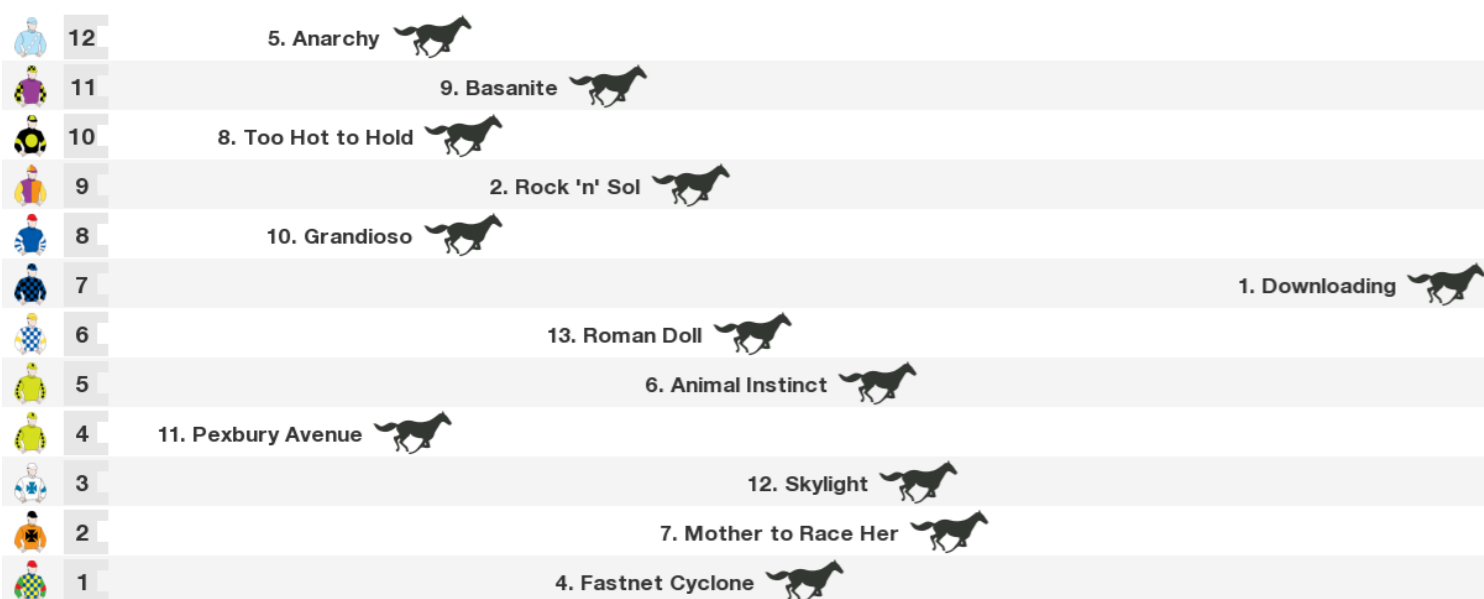 12 5. Anarchy
11 9. Basanite
10 8. Too Hot to Hold
9 2. Rock 'n' Sol
8 10. Grandioso
7 1. Downloading
6 13. Roman Doll
5 6. Animal Instinct
4 11. Pexbury Avenue
3 12. Skylight
2 7. Mother to Race Her
1 4. Fastnet Cyclone